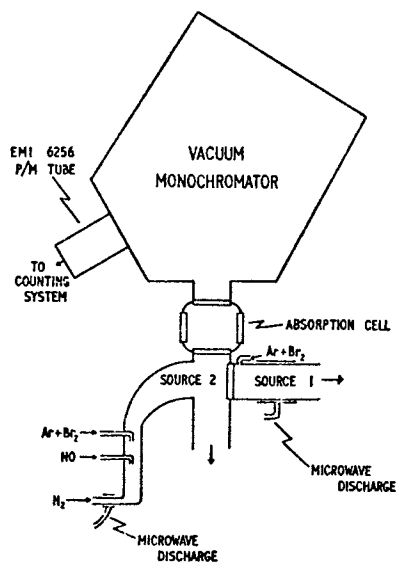 VACUUM
MONOCHROMATOR
EMI 6256
P/M TUBE
TO
COUNTING
SYSTEM
ABSORPTION CELL
Ar+Br₂
SOURCE 2
SOURCE 1
Ar+Br₂
NO
N₂
MICROWAVE
DISCHARGE
MICROWAVE
DISCHARGE